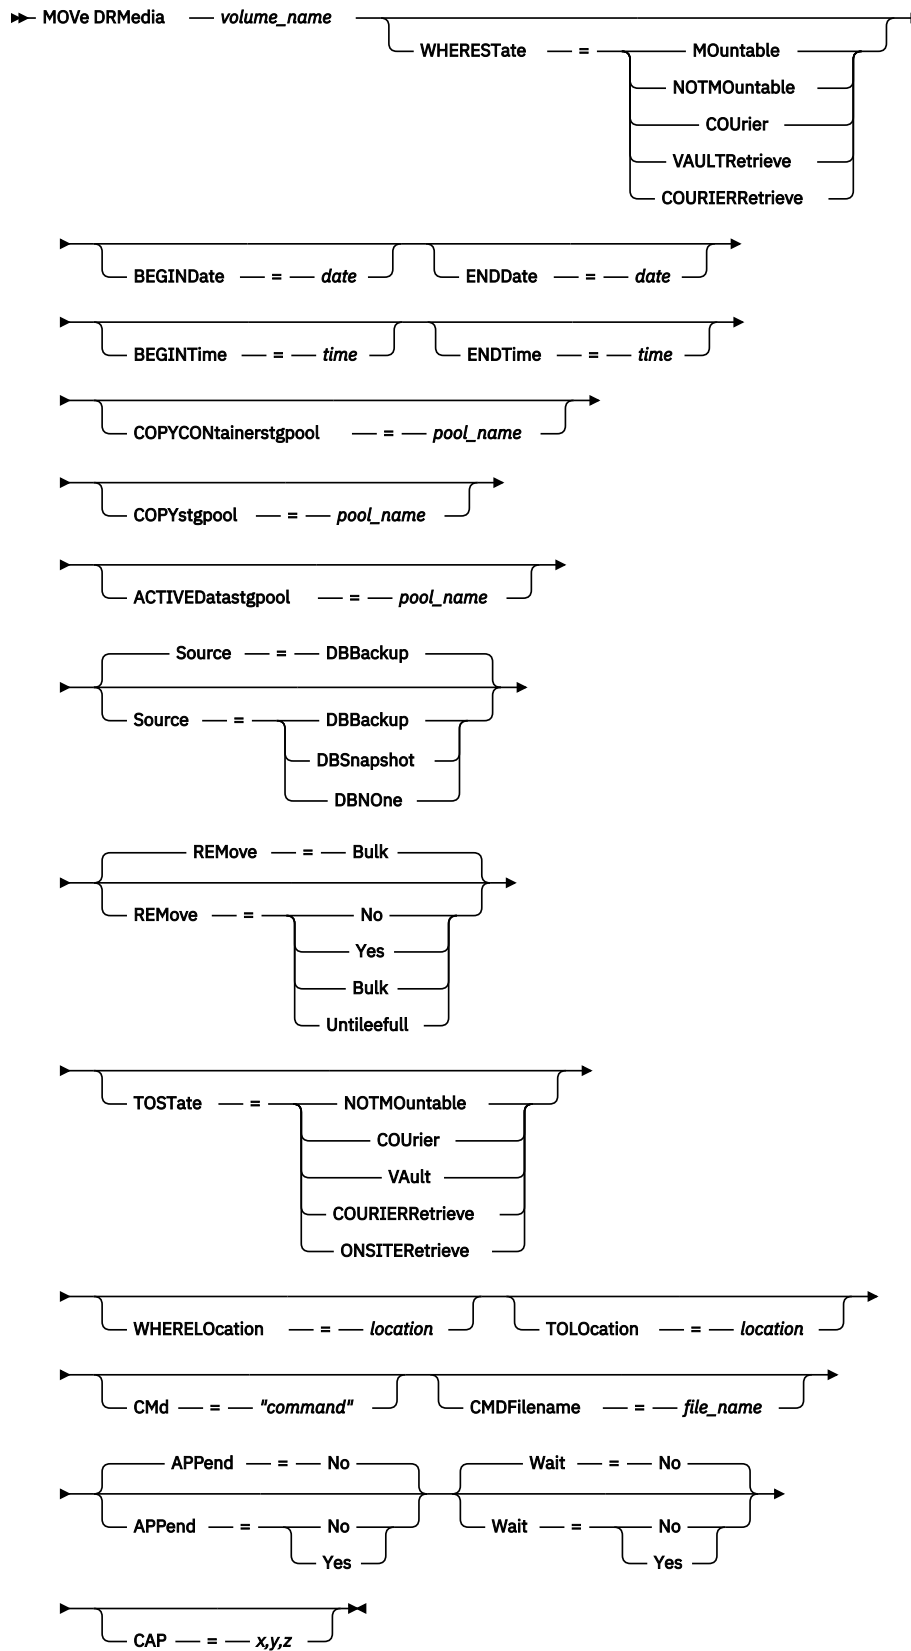 MOVe DRMedia volume_name
WHERESTate = MOuntable
NOTMOuntable
COUrier
VAULTRetrieve
COURIERRetrieve
BEGINDate = date ENDDate = date
BEGINTime = time ENDTime = time
COPYCONtainerstgpool = pool_name
COPYstgpool = pool_name
ACTIVEDatastgpool = pool_name
Source = DBBackup
Source = DBBackup
DBSnapshot
DBNOne
REMove = Bulk
REMove = No
Yes
Bulk
Untileefull
TOSTate = NOTMOuntable
COUrier
VAult
COURIERRetrieve
ONSITERetrieve
WHERELOcation = location TOLOcation = location
CMd = "command" CMDFilename = file_name
APPend = No Wait = No
APPend = No Wait = No
Yes Yes
CAP = x,y,z